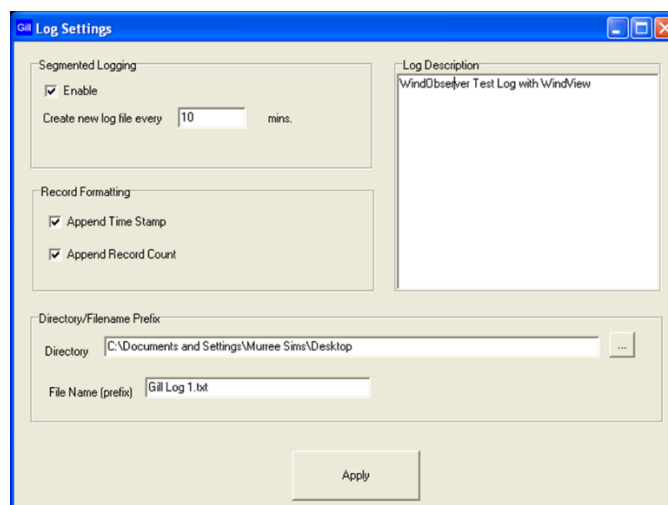 Gill Log Settings
Segmented Logging
Enable
Create new log file every 10 mins.
Record Formatting
Append Time Stamp
Append Record Count
Log Description
WindObserver Test Log with WindView
Directory/Filename Prefix
Directory C:\Documents and Settings\Murree Sims\Desktop ...
File Name (prefix) Gill Log 1.txt
Apply